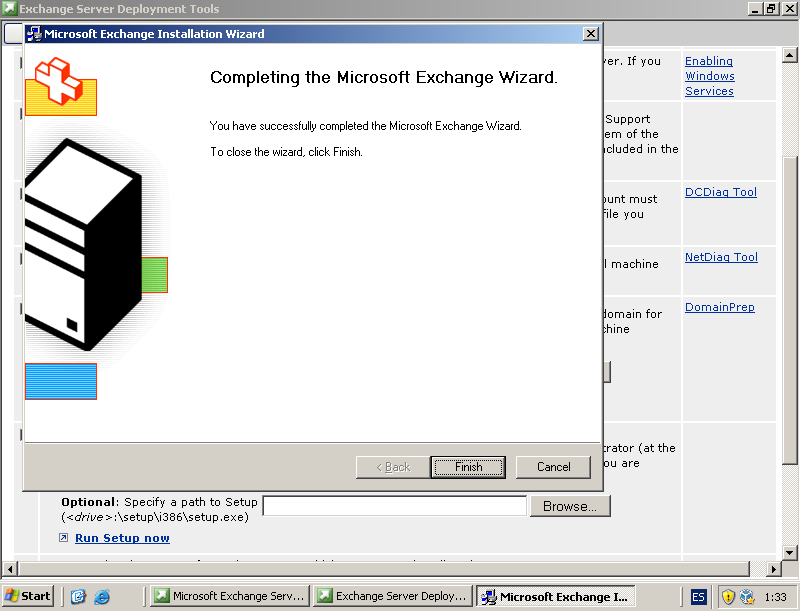 Exchange Server Deployment Tools
Microsoft Exchange Installation Wizard
Completing the Microsoft Exchange Wizard.
You have successfully completed the Microsoft Exchange Wizard.
To close the wizard, click Finish.
< Back
Finish
Cancel
ver. If you
Enabling
Windows
Services
Support
em of the
ncluded in the
ount must
file you
DCDiag Tool
l machine
NetDiag Tool
domain for
chine
DomainPrep
trator (at the
ou are
Optional: Specify a path to Setup
(<drive>:\setup\i386\setup.exe)
Browse...
Run Setup now
Start
Microsoft Exchange Serv...
Exchange Server Deploy...
Microsoft Exchange I...
ES
1:33